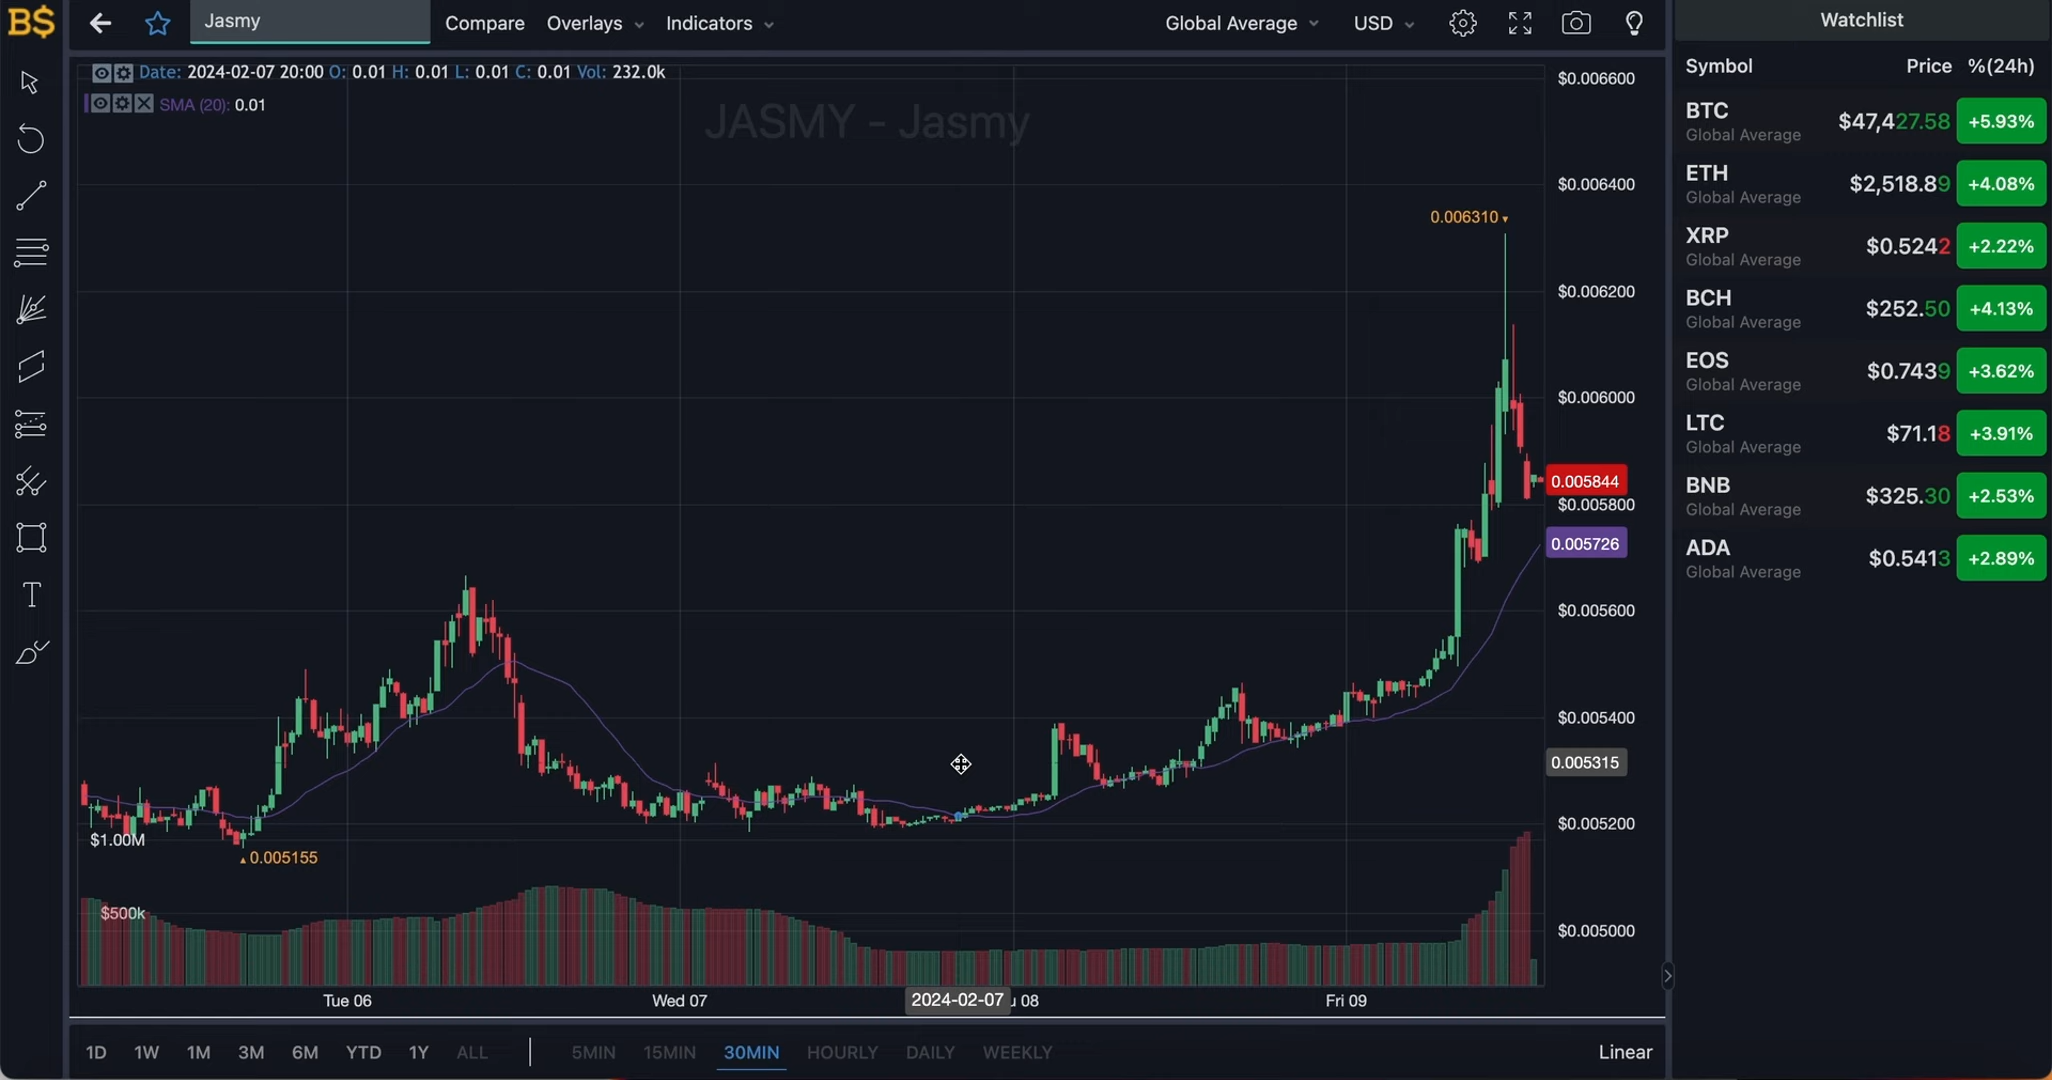 B$
Jasmy
Compare
Overlays
Indicators
Global Average
USD
Date: 2024-02-07 20:00 O: 0.01 H: 0.01 L: 0.01 C: 0.01 Vol: 232.0k
SMA (20): 0.01
JASMY - Jasmy
$0.006600
$0.006400
$0.006200
$0.006000
$0.005800
$0.005600
$0.005400
$0.005200
$0.005000
0.006310
0.005844
0.005726
0.005315
0.005155
$1.00M
$500k
Tue 06
Wed 07
2024-02-07
u 08
Fri 09
1D 1W 1M 3M 6M YTD 1Y ALL
5MIN 15MIN 30MIN HOURLY DAILY WEEKLY
Linear
Watchlist
Symbol Price %(24h)
BTC $47,427.58 +5.93%
Global Average
ETH $2,518.89 +4.08%
Global Average
XRP $0.5242 +2.22%
Global Average
BCH $252.50 +4.13%
Global Average
EOS $0.7439 +3.62%
Global Average
LTC $71.18 +3.91%
Global Average
BNB $325.30 +2.53%
Global Average
ADA $0.5413 +2.89%
Global Average